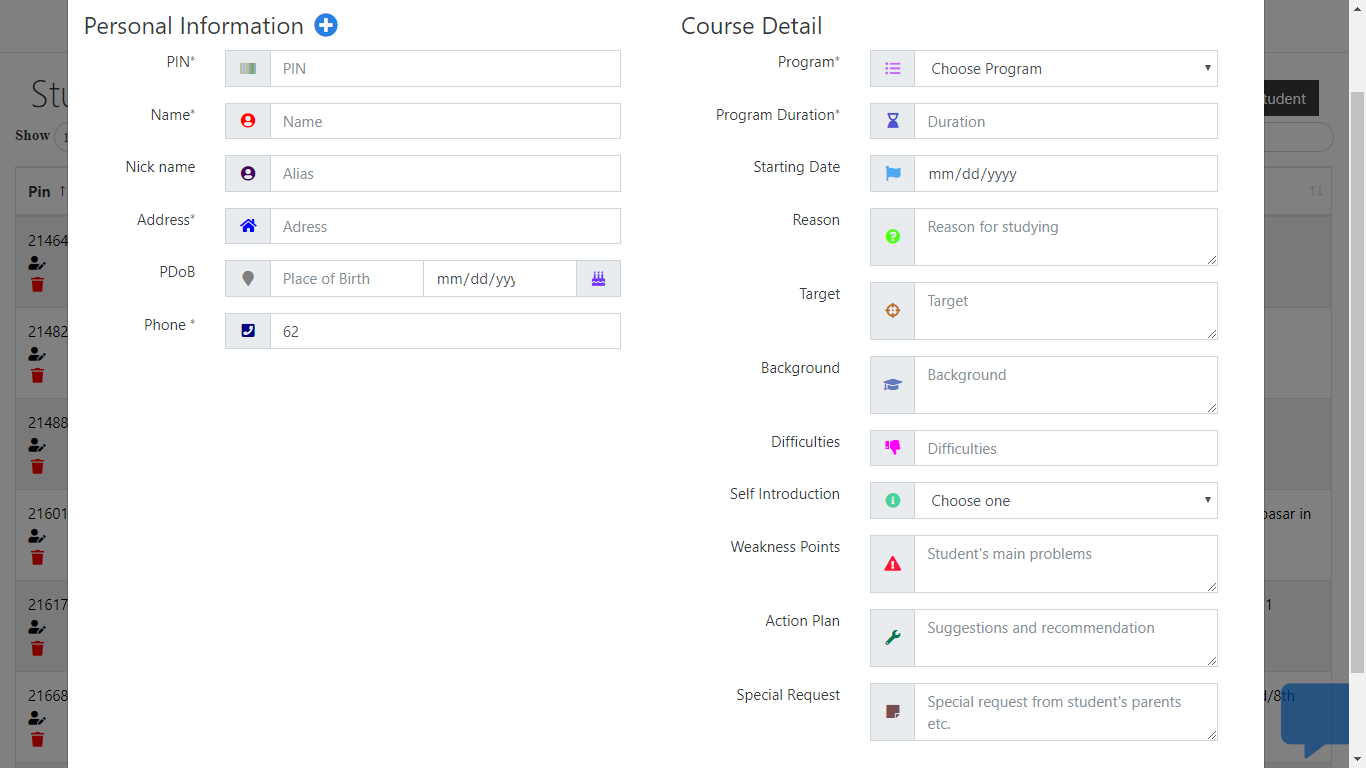 Personal Information
PIN*
PIN
Name*
Name
Nick name
Alias
Address*
Adress
PDoB
Place of Birth
mm/dd/yyy
Phone *
62
Course Detail
Program*
Choose Program
Program Duration*
Duration
Starting Date
mm/dd/yyyy
Reason
Reason for studying
Target
Target
Background
Background
Difficulties
Difficulties
Self Introduction
Choose one
Weakness Points
Student's main problems
Action Plan
Suggestions and recommendation
Special Request
Special request from student's parents
etc.
Stu
Show 1
Pin
21464
21482
21488
21601
21617
21668
tudent
pasar in
1
d/8th